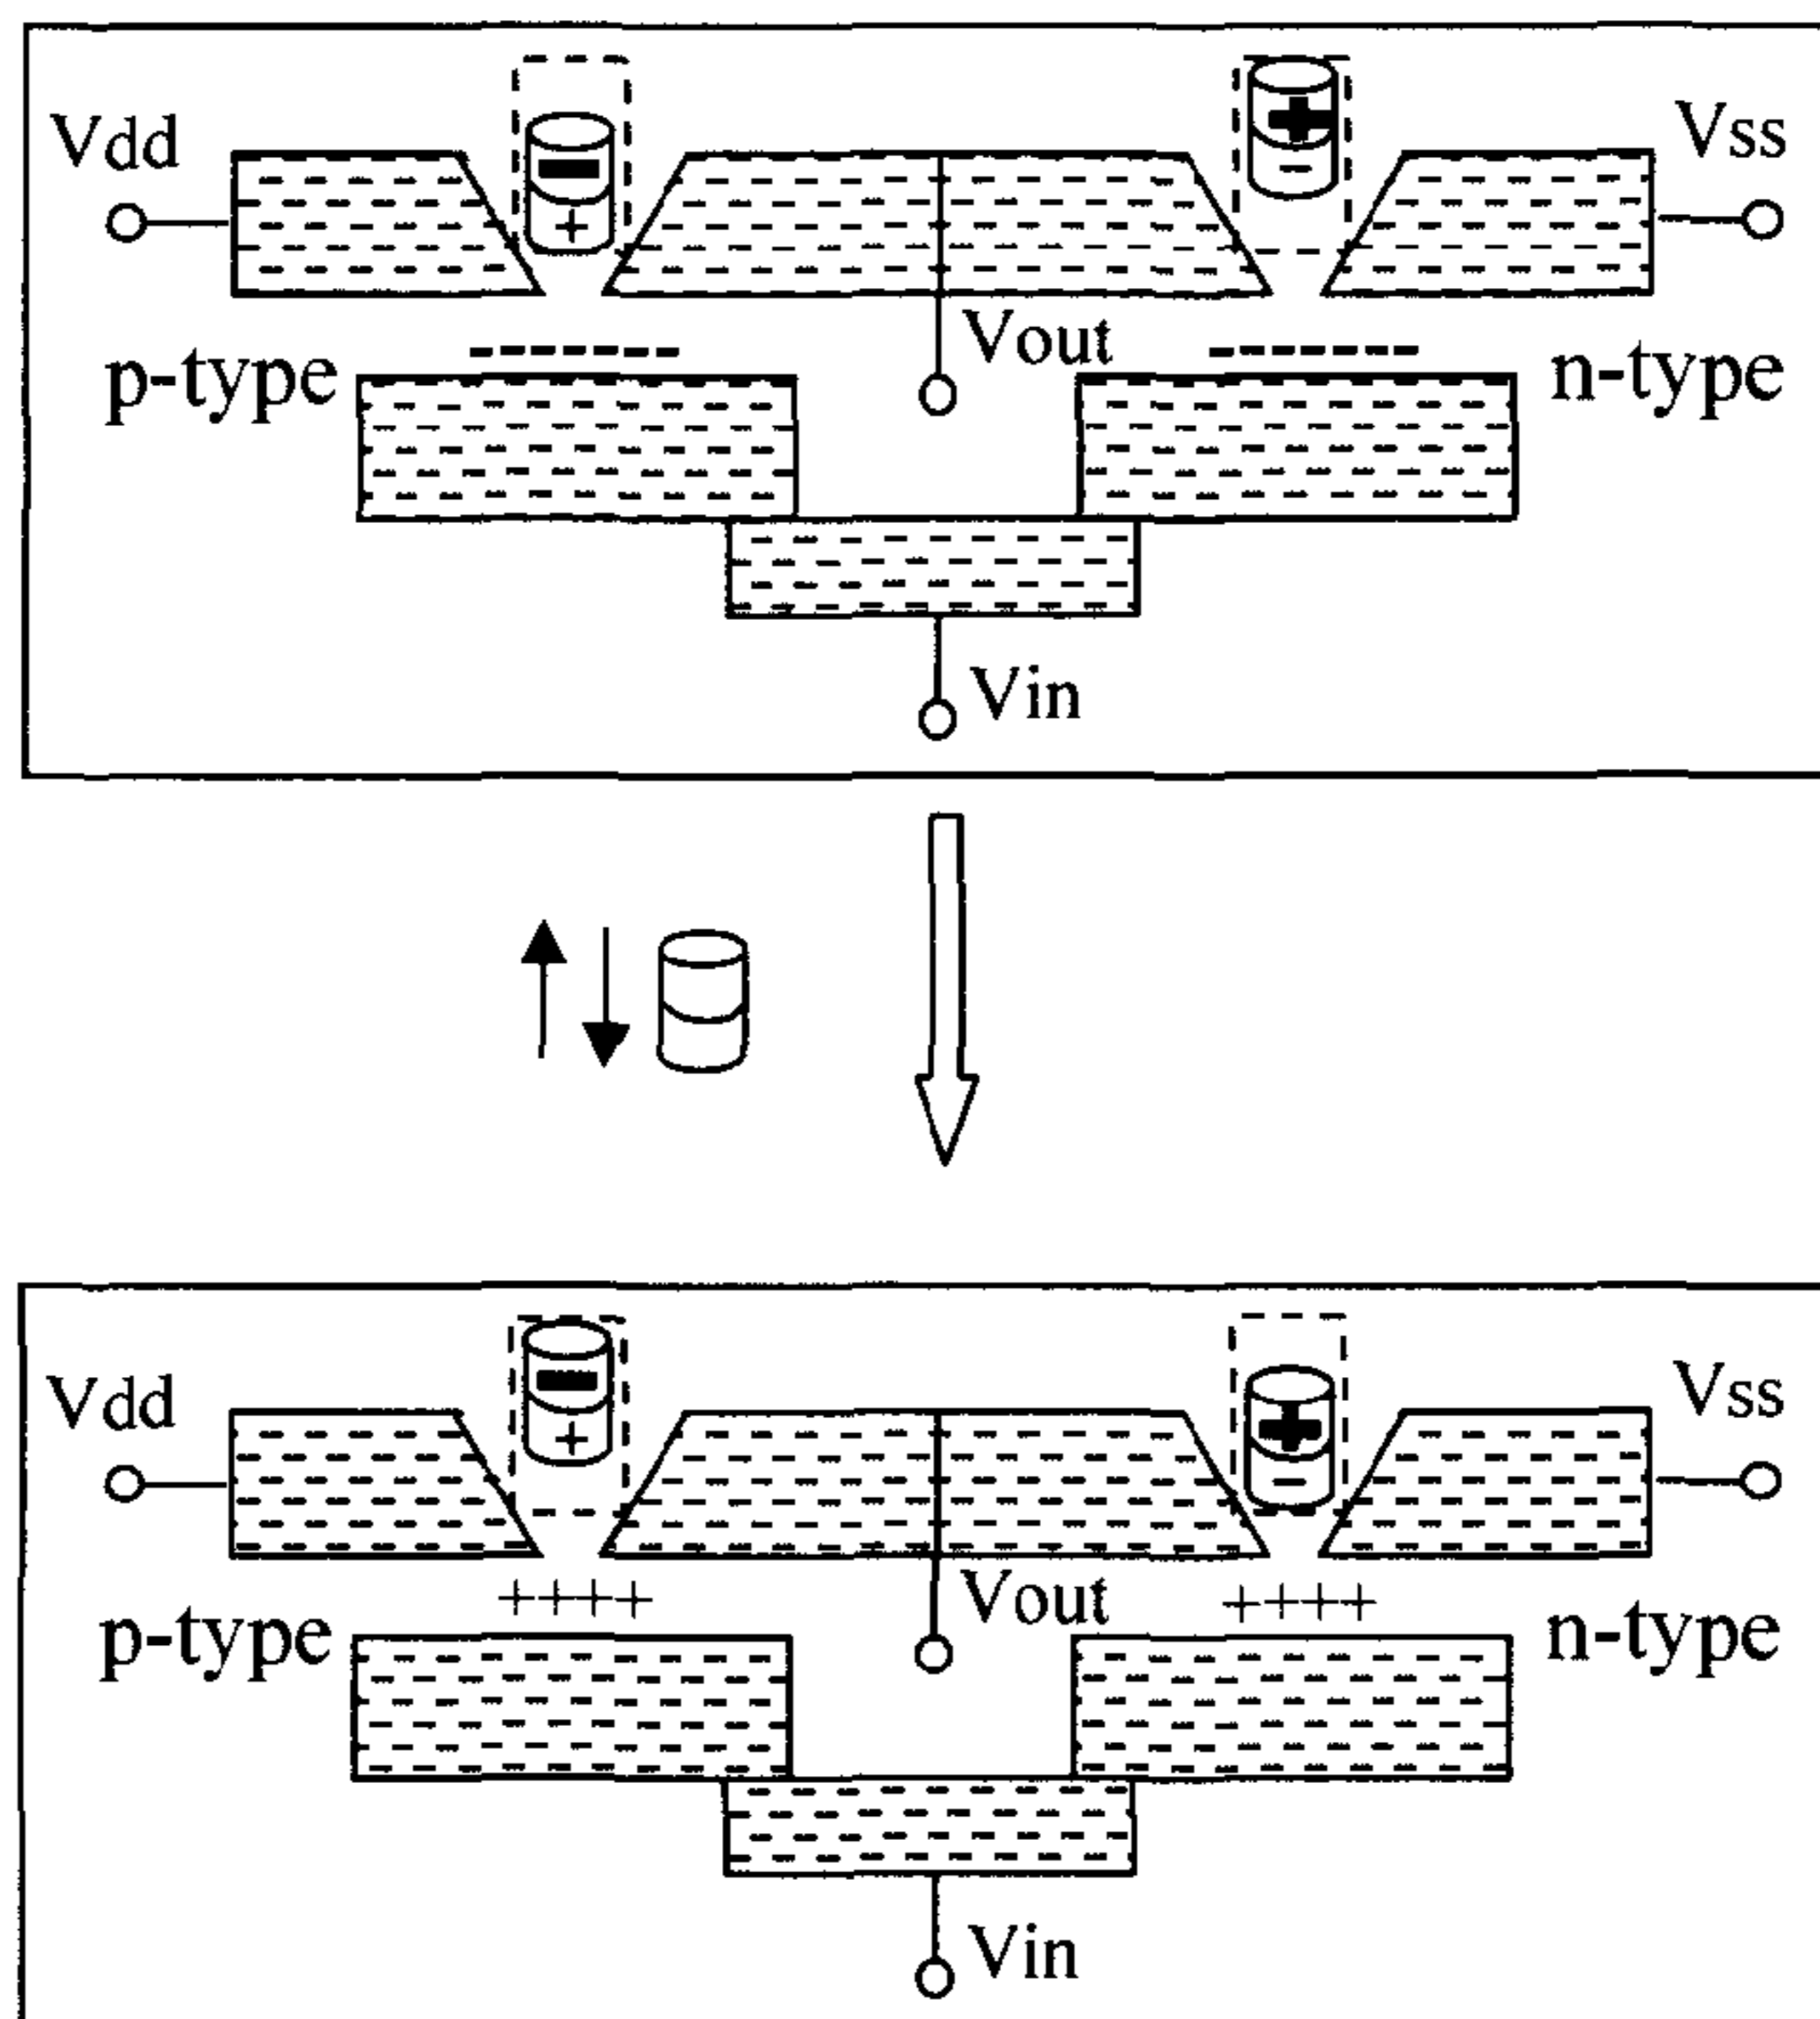 Vdd
Vss
− +
+ −
Vout
p-type
n-type
Vin
Vdd
Vss
− +
+ −
++++ ++++
Vout
p-type
n-type
Vin